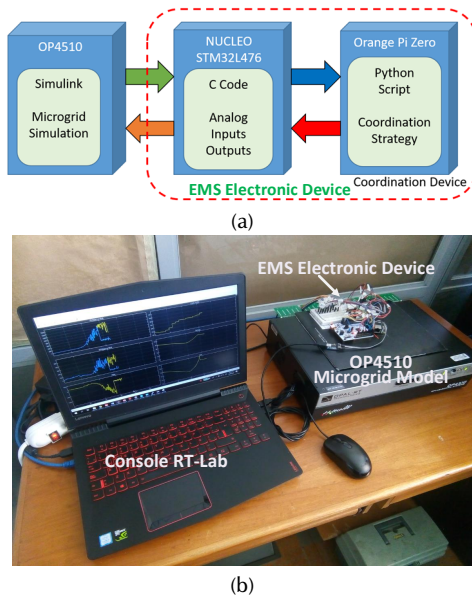 OP4510
Simulink
Microgrid
Simulation
NUCLEO
STM32L476
C Code
Analog
Inputs
Outputs
Orange Pi Zero
Python
Script
Coordination
Strategy
Coordination Device
EMS Electronic Device
(a)
EMS Electronic Device
OP4510
Microgrid Model
Console RT-Lab
(b)